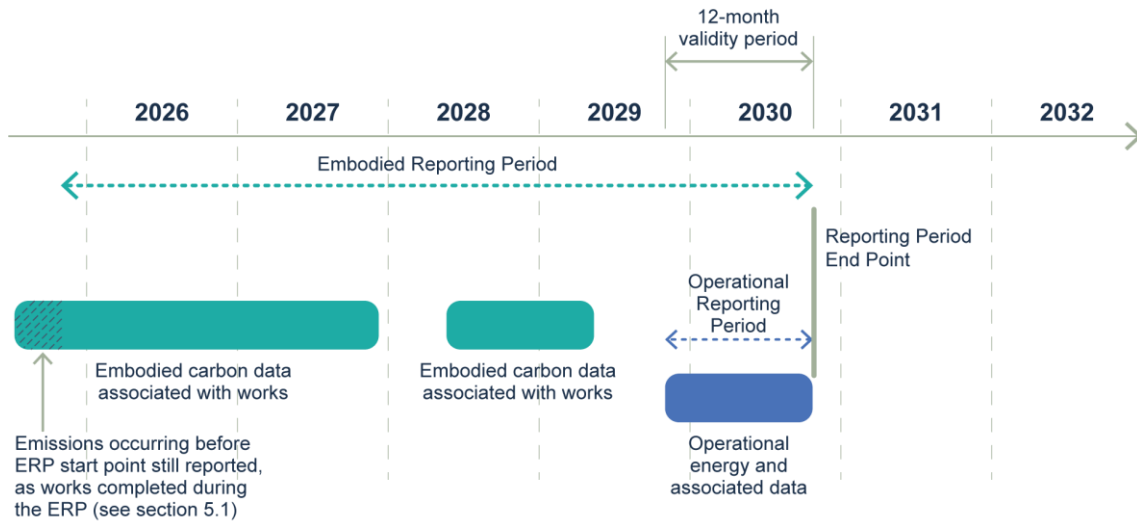 12-month
validity period
2026 2027 2028 2029 2030 2031 2032
Embodied Reporting Period
Reporting Period
End Point
Operational
Reporting
Period
Embodied carbon data
associated with works
Embodied carbon data
associated with works
Emissions occurring before
ERP start point still reported,
as works completed during
the ERP (see section 5.1)
Operational
energy and
associated data